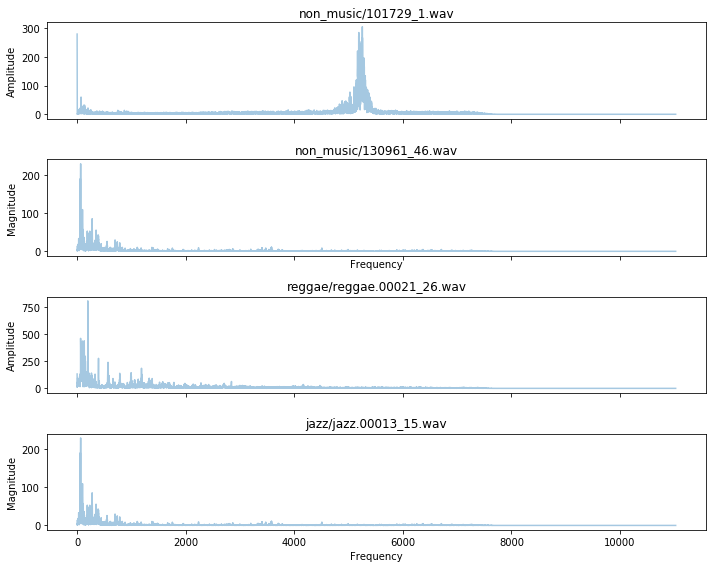 non_music/101729_1.wav
300
200
100
0
Amplitude
non_music/130961_46.wav
200
100
0
Magnitude
Frequency
reggae/reggae.00021_26.wav
750
500
250
0
Amplitude
jazz/jazz.00013_15.wav
200
100
0
Magnitude
0 2000 4000 6000 8000 10000
Frequency